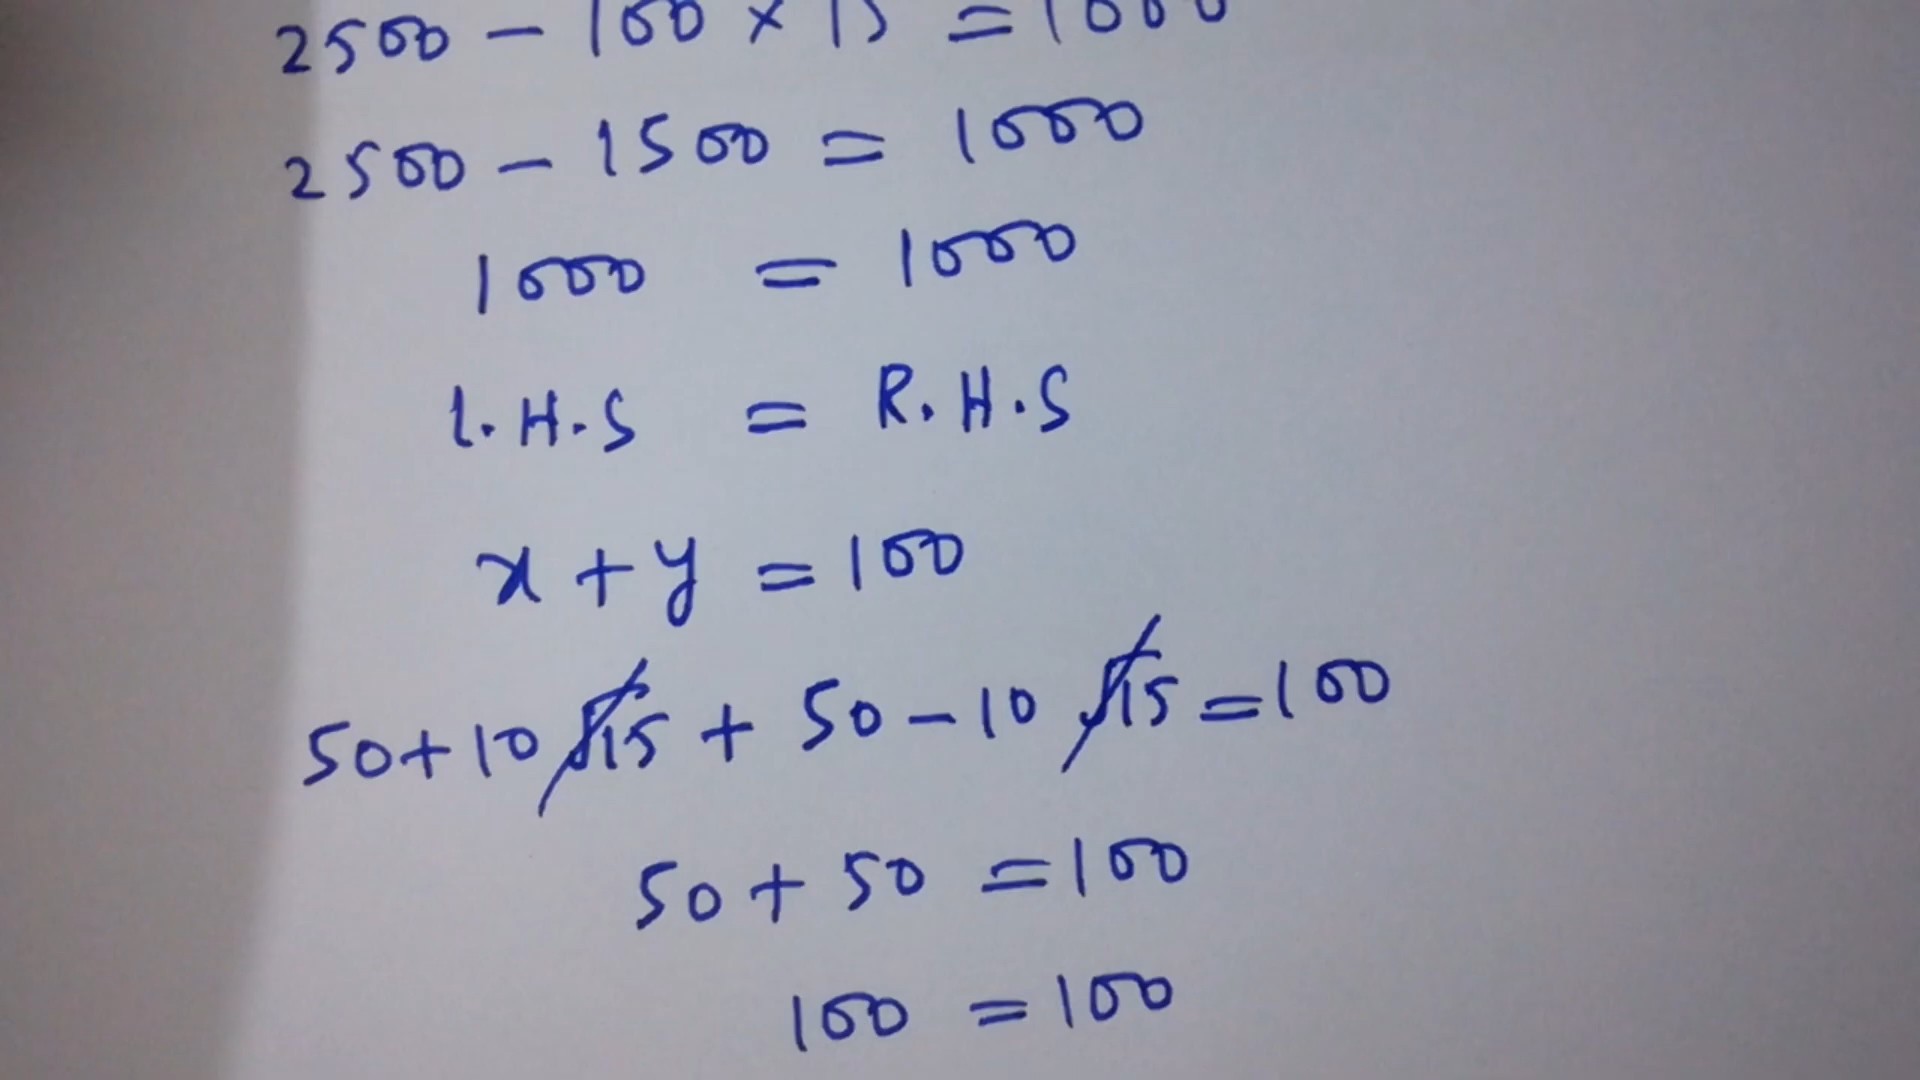 2500 - 100 × 15 = 1000
2500 - 1500 = 1000
1000 = 1000
L.H.S = R.H.S
x + y = 100
50 + 10 √15 + 50 - 10 √15 = 100
50 + 50 = 100
100 = 100